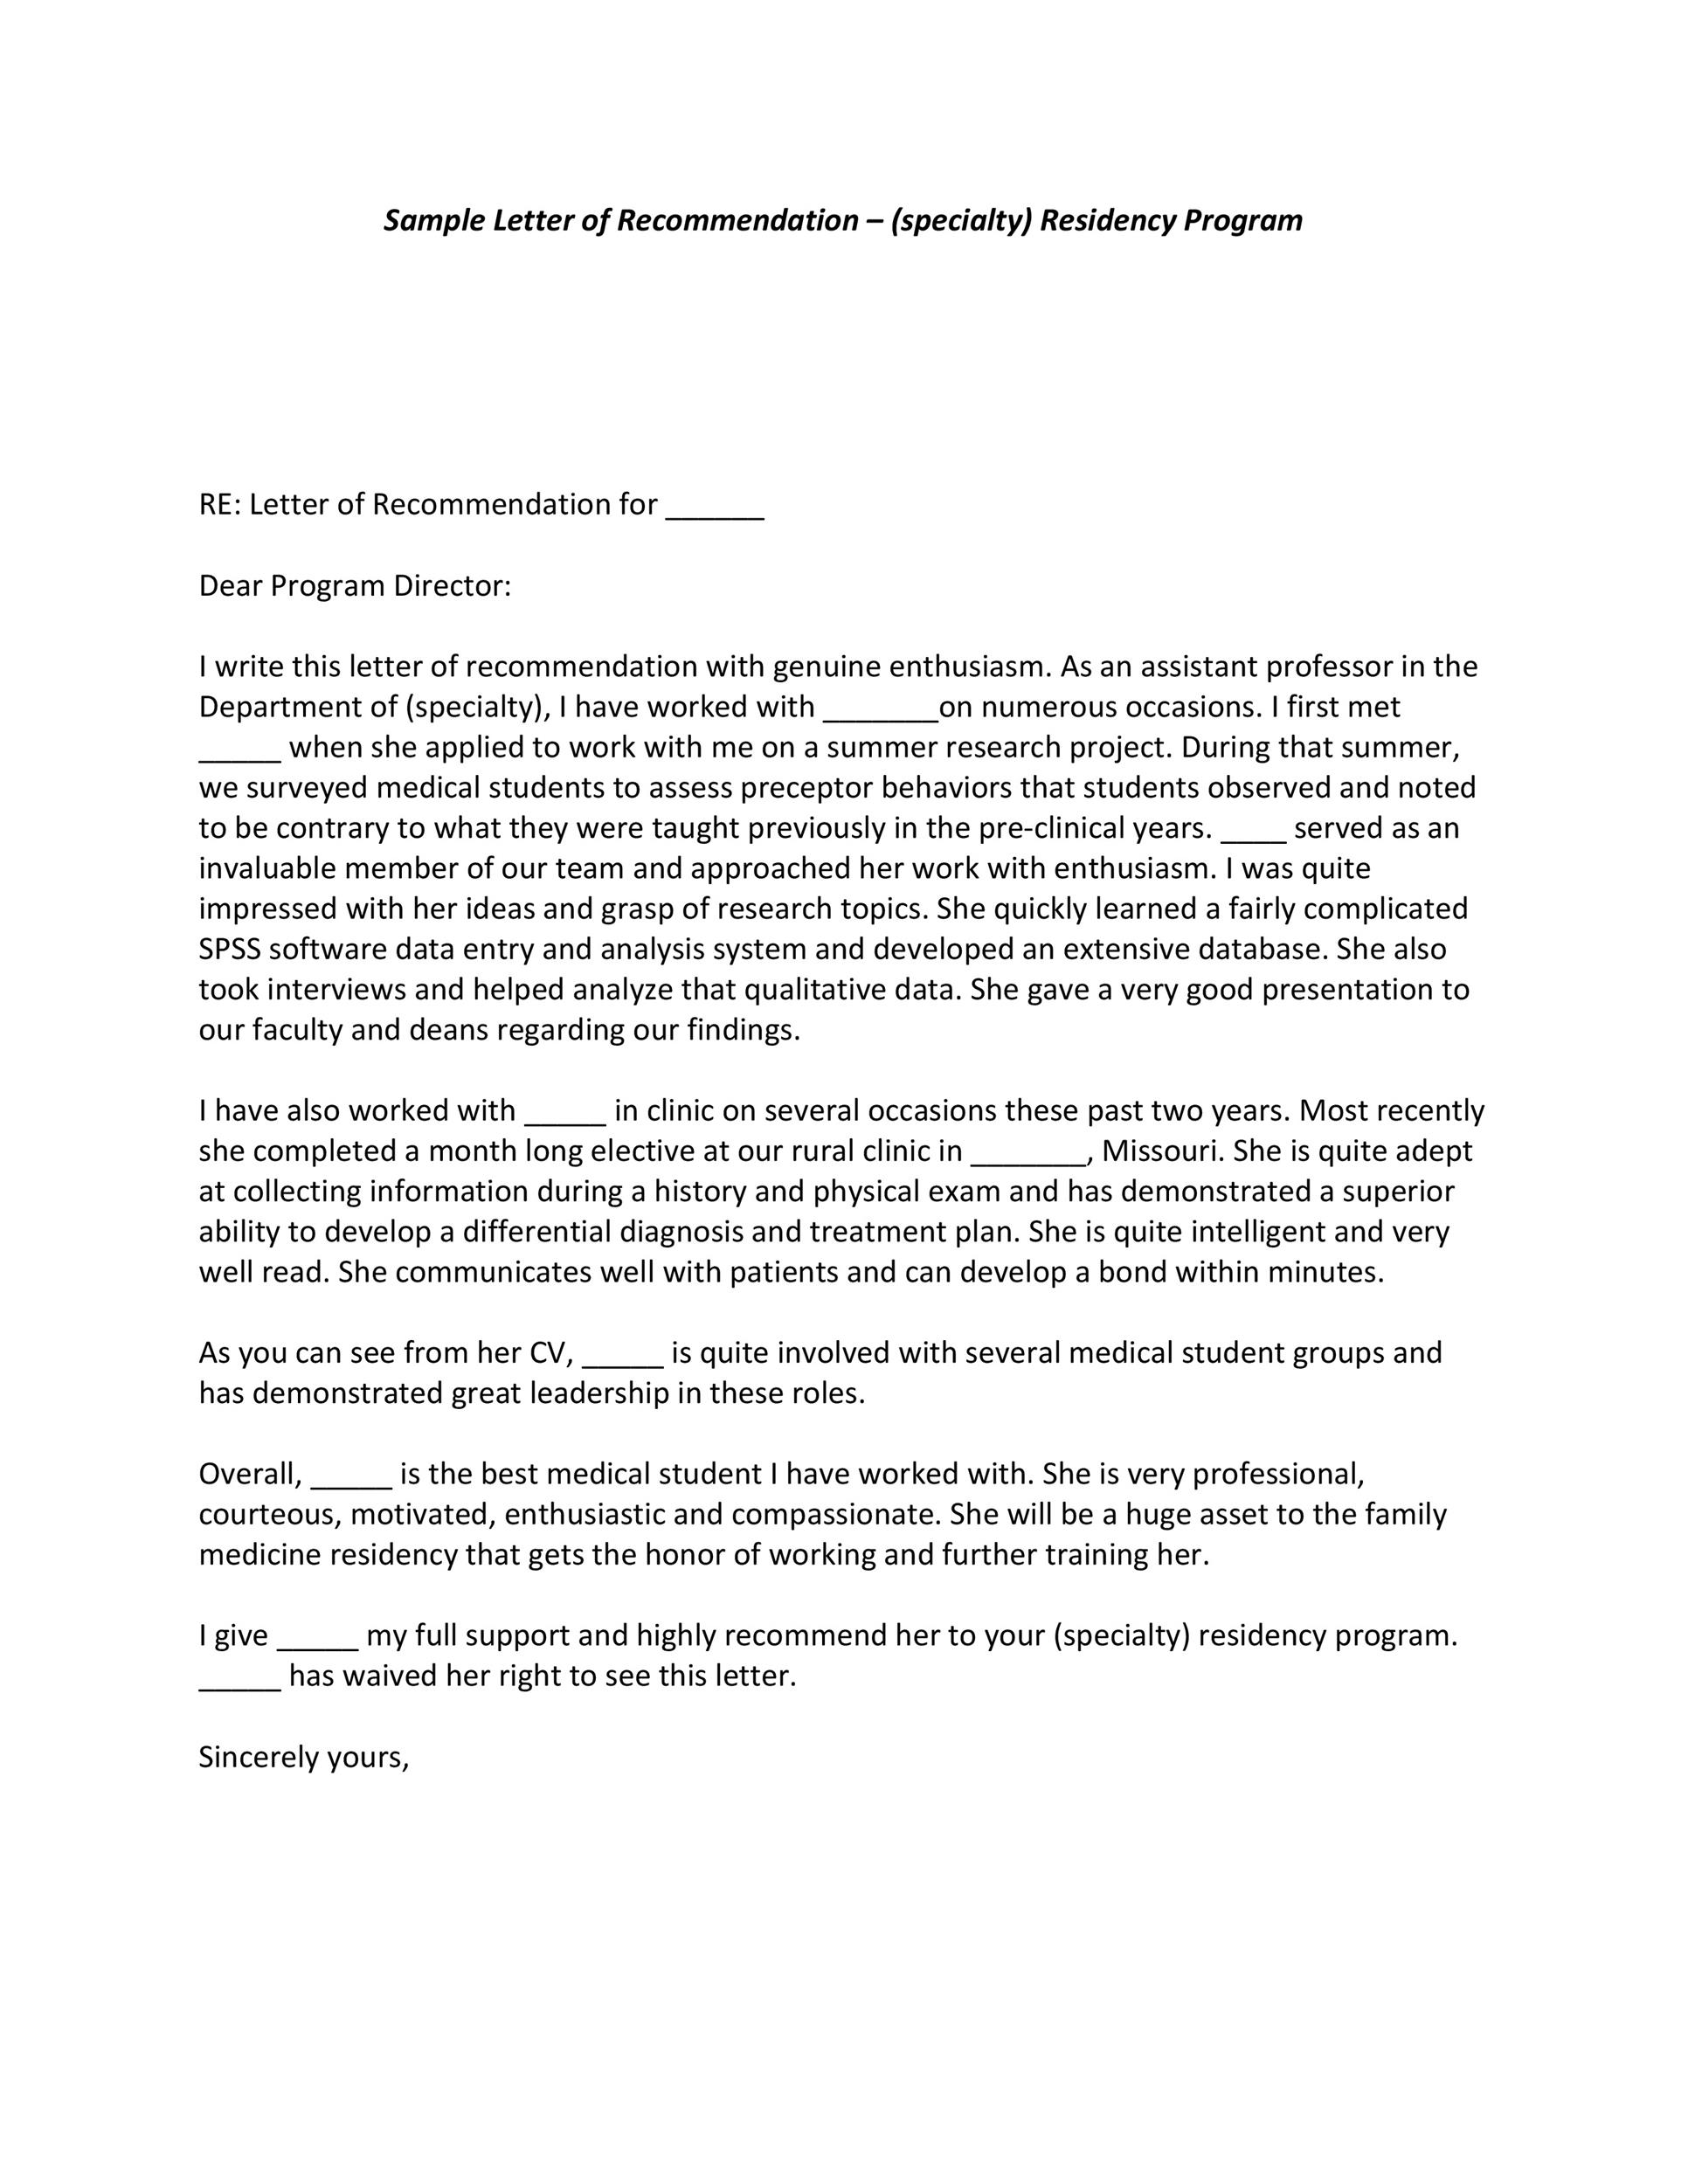 Sample Letter of Recommendation – (specialty) Residency Program
RE: Letter of Recommendation for ______
Dear Program Director:
I write this letter of recommendation with genuine enthusiasm. As an assistant professor in the
Department of (specialty), I have worked with _______on numerous occasions. I first met
_____ when she applied to work with me on a summer research project. During that summer,
we surveyed medical students to assess preceptor behaviors that students observed and noted
to be contrary to what they were taught previously in the pre-clinical years. ____ served as an
invaluable member of our team and approached her work with enthusiasm. I was quite
impressed with her ideas and grasp of research topics. She quickly learned a fairly complicated
SPSS software data entry and analysis system and developed an extensive database. She also
took interviews and helped analyze that qualitative data. She gave a very good presentation to
our faculty and deans regarding our findings.
I have also worked with _____ in clinic on several occasions these past two years. Most recently
she completed a month long elective at our rural clinic in _______, Missouri. She is quite adept
at collecting information during a history and physical exam and has demonstrated a superior
ability to develop a differential diagnosis and treatment plan. She is quite intelligent and very
well read. She communicates well with patients and can develop a bond within minutes.
As you can see from her CV, _____ is quite involved with several medical student groups and
has demonstrated great leadership in these roles.
Overall, _____ is the best medical student I have worked with. She is very professional,
courteous, motivated, enthusiastic and compassionate. She will be a huge asset to the family
medicine residency that gets the honor of working and further training her.
I give _____ my full support and highly recommend her to your (specialty) residency program.
_____ has waived her right to see this letter.
Sincerely yours,